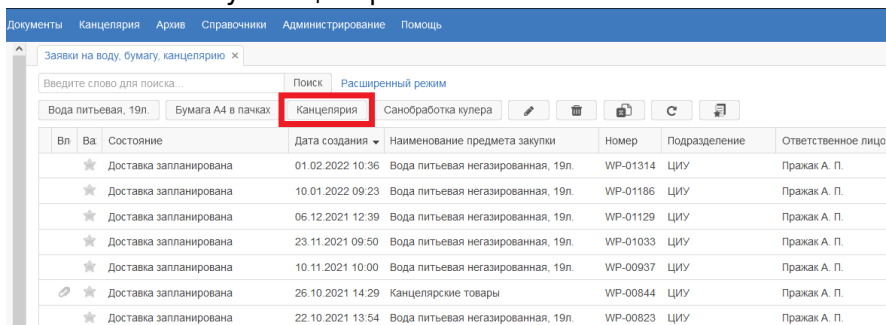 Документы Канцелярия Архив Справочники Администрирование Помощь
Заявки на воду, бумагу, канцелярию ×
Введите слово для поиска... Поиск Расширенный режим
Вода питьевая, 19л. Бумага А4 в пачках Канцелярия Санобработка кулера
Вл Ва Состояние Дата создания Наименование предмета закупки Номер Подразделение Ответственное лицо
Доставка запланирована 01.02.2022 10:36 Вода питьевая негазированная, 19л. WP-01314 ЦИУ Пражак А. П.
Доставка запланирована 10.01.2022 09:23 Вода питьевая негазированная, 19л. WP-01186 ЦИУ Пражак А. П.
Доставка запланирована 06.12.2021 12:39 Вода питьевая негазированная, 19л. WP-01129 ЦИУ Пражак А. П.
Доставка запланирована 23.11.2021 09:50 Вода питьевая негазированная, 19л. WP-01033 ЦИУ Пражак А. П.
Доставка запланирована 10.11.2021 10:00 Вода питьевая негазированная, 19л. WP-00937 ЦИУ Пражак А. П.
Доставка запланирована 26.10.2021 14:29 Канцелярские товары WP-00844 ЦИУ Пражак А. П.
Доставка запланирована 22.10.2021 13:54 Вода питьевая негазированная, 19л. WP-00823 ЦИУ Пражак А. П.